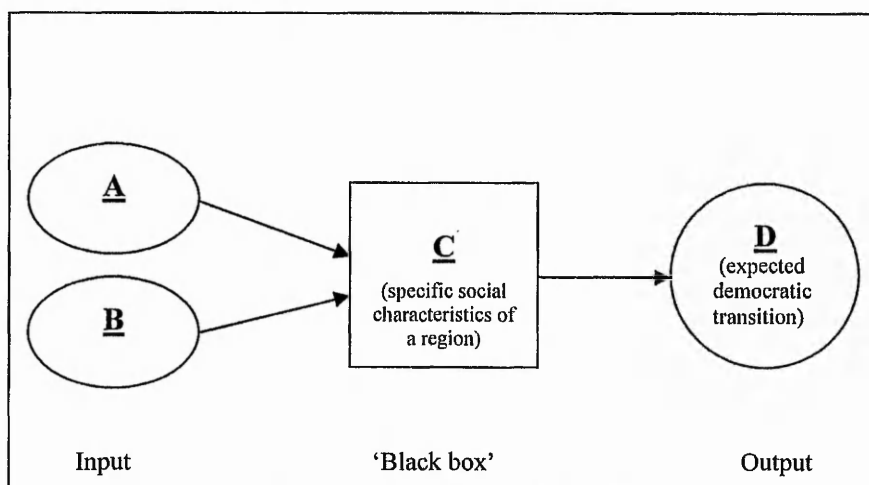 A
B
C
(specific social
characteristics of
a region)
D
(expected
democratic
transition)
Input
‘Black box’
Output